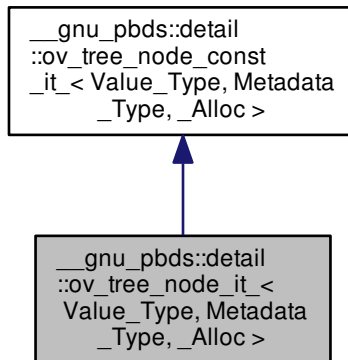 __gnu_pbds::detail
::ov_tree_node_const
_it_< Value_Type, Metadata
_Type, _Alloc >
__gnu_pbds::detail
::ov_tree_node_it_<
Value_Type, Metadata
_Type, _Alloc >